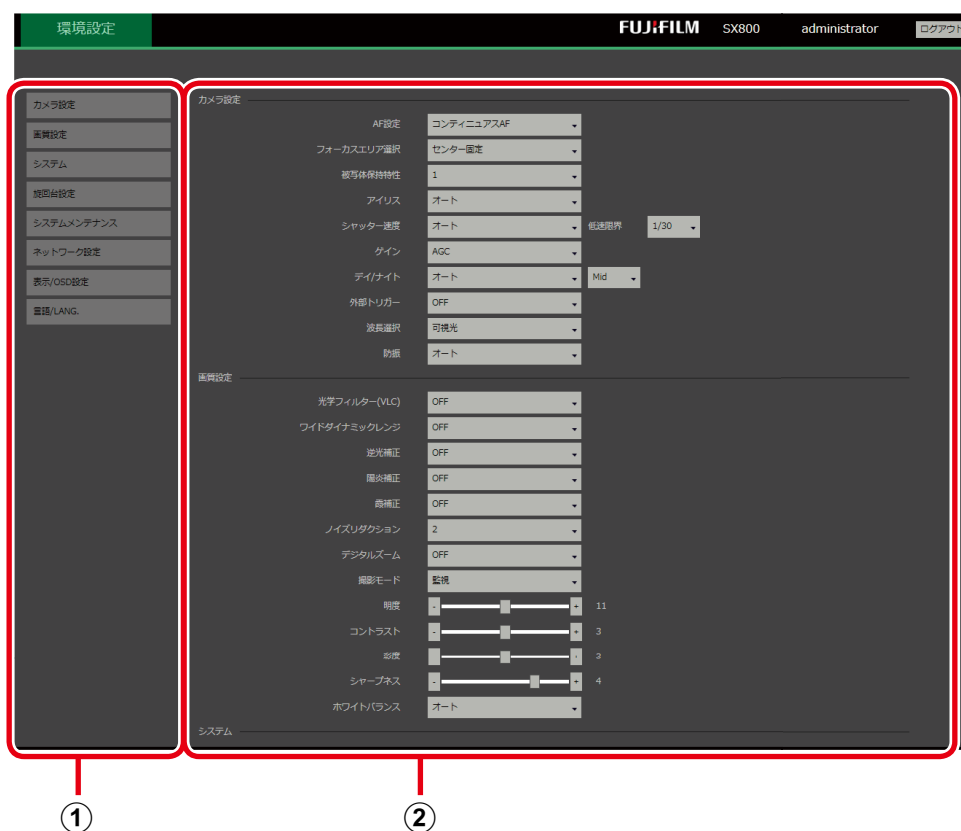 環境設定 FUJIFILM SX800 administrator ログアウト
カメラ設定
画質設定
システム
旋回台設定
システムメンテナンス
ネットワーク設定
表示/OSD設定
言語/LANG.
カメラ設定
AF設定 コンティニュアスAF
フォーカスエリア選択 センター固定
被写体保持特性 1
アイリス オート
シャッター速度 オート 低速限界 1/30
ゲイン AGC
デイ/ナイト オート Mid
外部トリガー OFF
波長選択 可視光
防振 オート
画質設定
光学フィルター(VLC) OFF
ワイドダイナミックレンジ OFF
逆光補正 OFF
陽炎補正 OFF
霞補正 OFF
ノイズリダクション 2
デジタルズーム OFF
撮影モード 監視
明度 - + 11
コントラスト - + 3
彩度 3
シャープネス - + 4
ホワイトバランス オート
システム
① ②